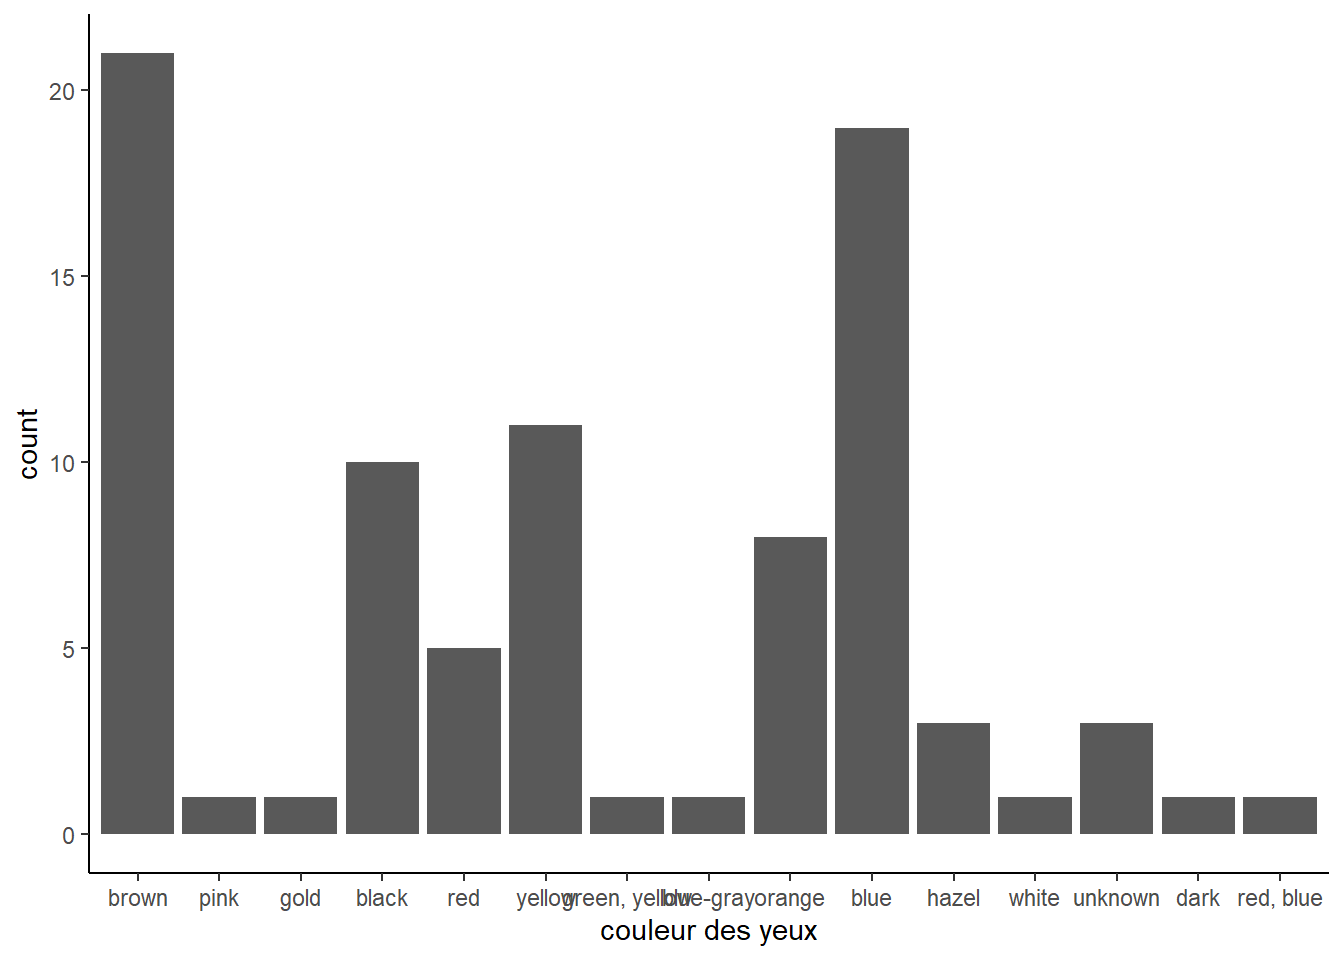 20
15
10
5
0
count
brown pink gold black red yellow green, yellow blue-gray orange blue hazel white unknown dark red, blue
couleur des yeux